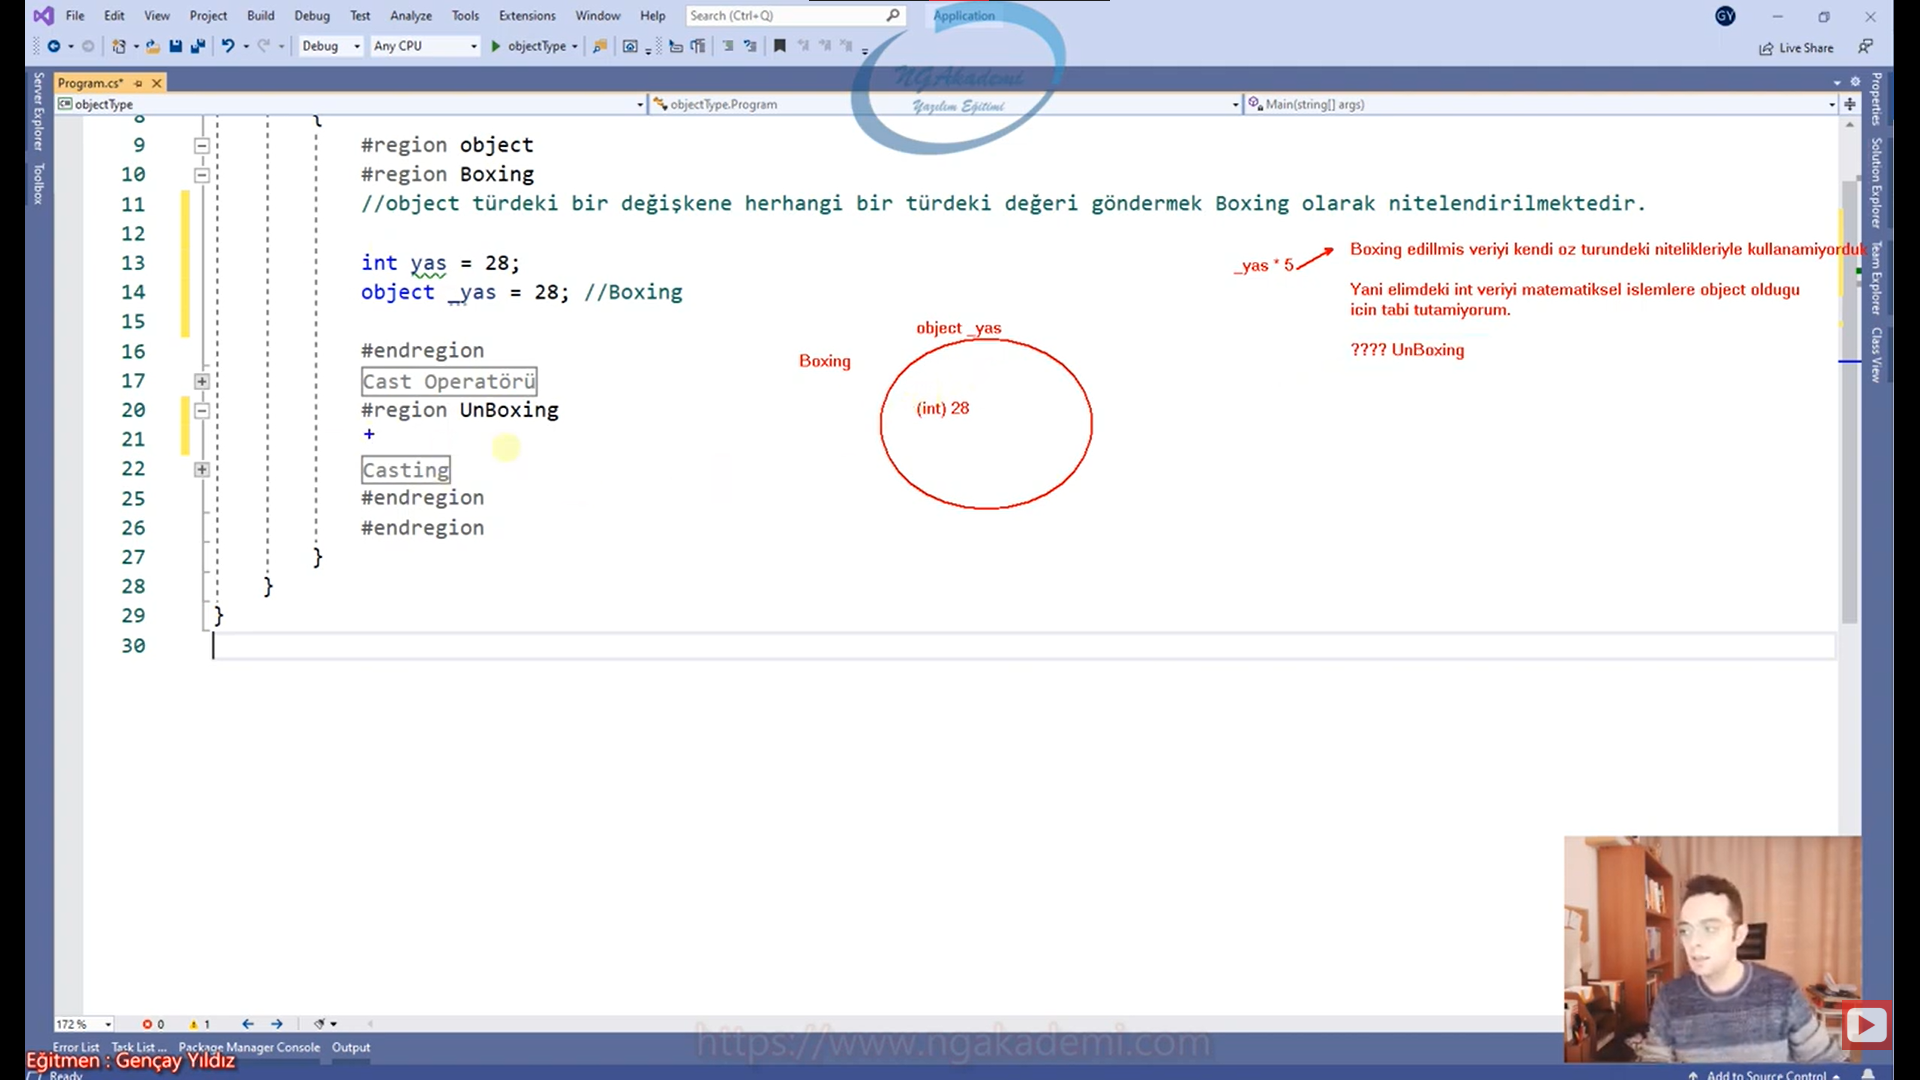 File Edit View Project Build Debug Test Analyze Tools Extensions Window Help Search (Ctrl+Q) Application GY
Debug Any CPU objectType Live Share
NGAkademi
Yazılım Eğitimi
Program.cs*
objectType objectType.Program Main(string[] args)
Server Explorer
Toolbox
Properties
Solution Explorer
Team Explorer
Class View
8 {
9 #region object
10 #region Boxing
11 //object türdeki bir değişkene herhangi bir türdeki değeri göndermek Boxing olarak nitelendirilmektedir.
12
13 int yas = 28;
14 object _yas = 28; //Boxing
15
16 #endregion
17 Cast Operatörü
20 #region UnBoxing
21 +
22 Casting
25 #endregion
26 #endregion
27 }
28 }
29 }
30
_yas * 5
Boxing edillmis veriyi kendi oz turundeki nitelikleriyle kullanamiyorduk
Yani elimdeki int veriyi matematiksel islemlere object oldugu
icin tabi tutamiyorum.
???? UnBoxing
object _yas
Boxing
(int) 28
172 % 0 1
https://www.ngakademi.com
Error List Task List ... Package Manager Console Output
Eğitmen : Gençay Yıldız
Ready Add to Source Control